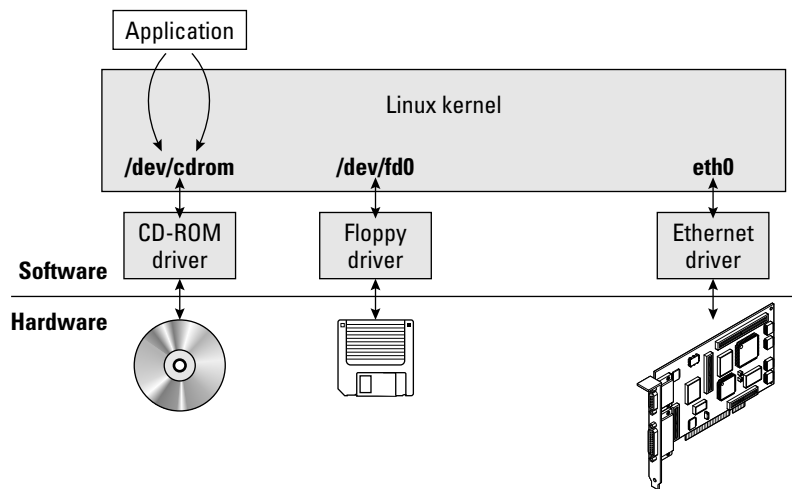 Application
Linux kernel
/dev/cdrom
/dev/fd0
eth0
CD-ROM
driver
Floppy
driver
Ethernet
driver
Software
Hardware